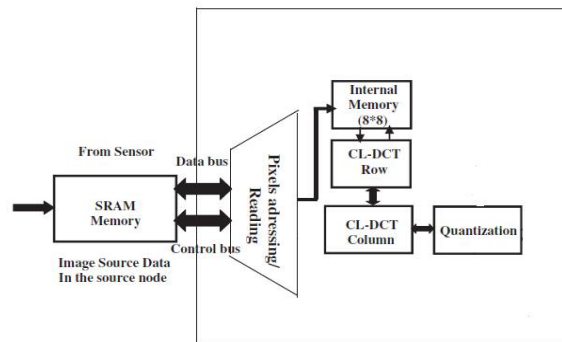 From Sensor
SRAM
Memory
Image Source Data
In the source node
Data bus
Control bus
Pixels adressing/
Reading
Internal
Memory
(8*8)
CL-DCT
Row
CL-DCT
Column
Quantization